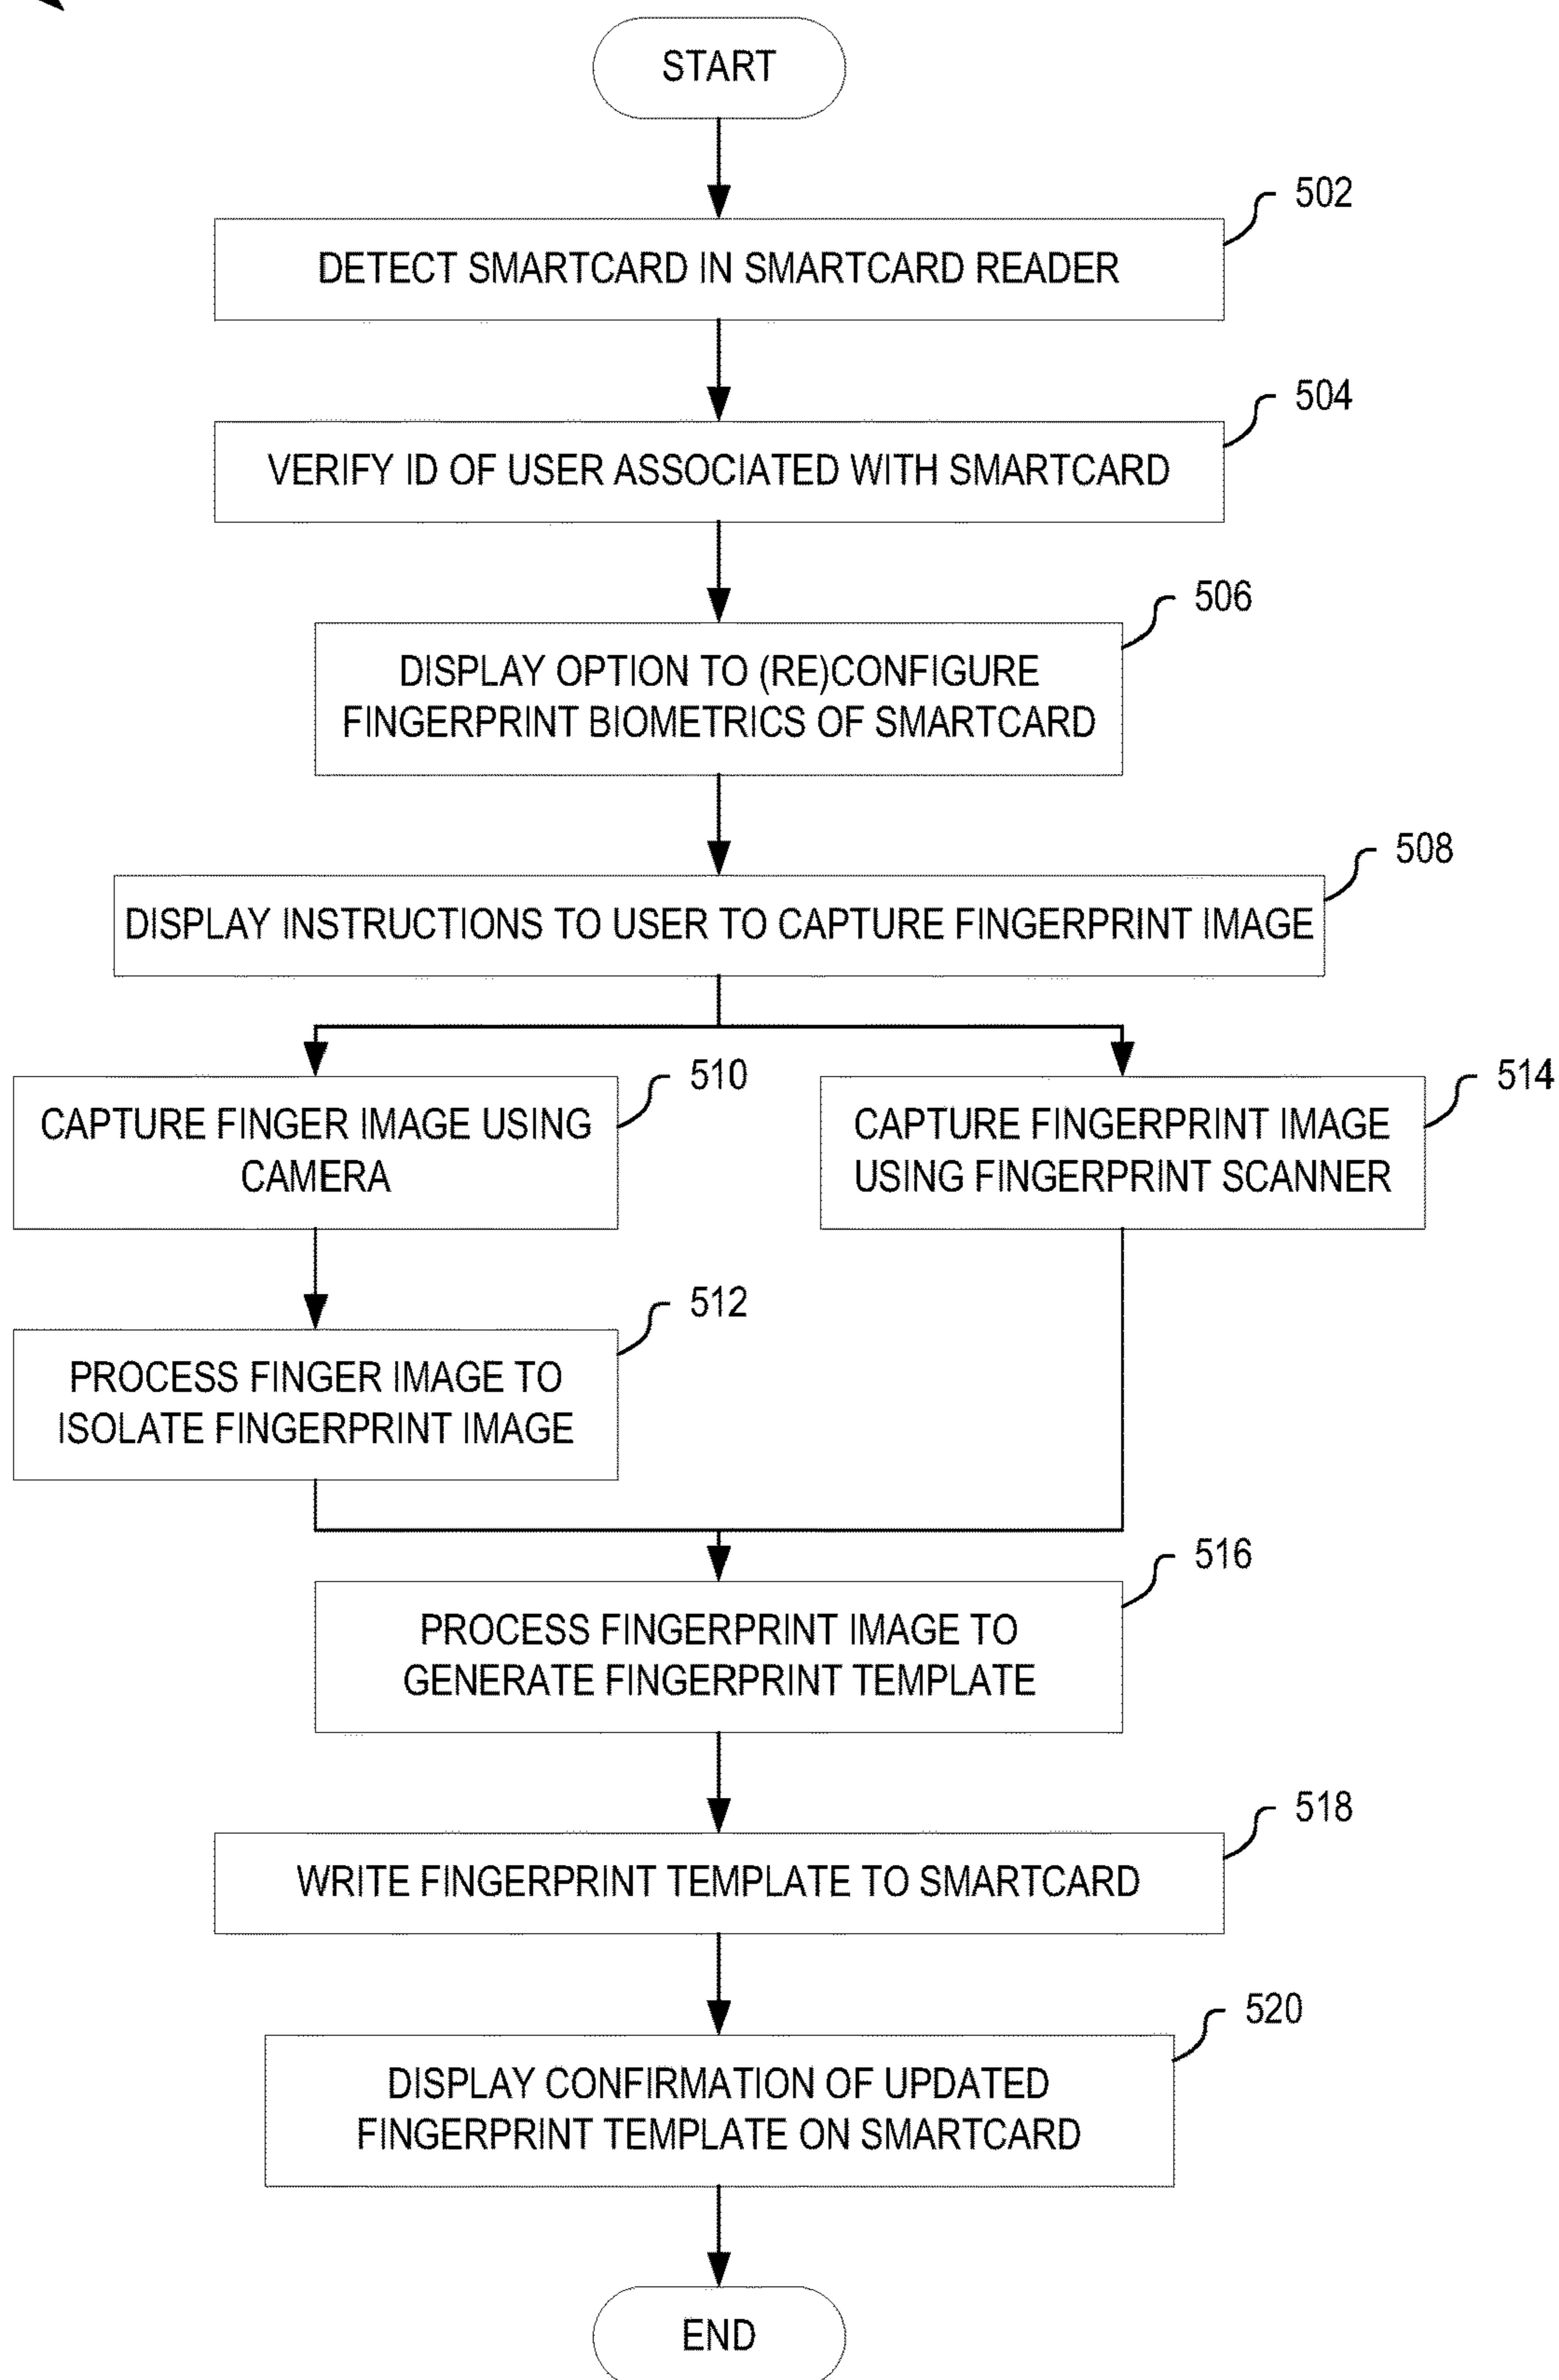 START
502
DETECT SMARTCARD IN SMARTCARD READER
504
VERIFY ID OF USER ASSOCIATED WITH SMARTCARD
506
DISPLAY OPTION TO (RE)CONFIGURE
FINGERPRINT BIOMETRICS OF SMARTCARD
508
DISPLAY INSTRUCTIONS TO USER TO CAPTURE FINGERPRINT IMAGE
510
CAPTURE FINGER IMAGE USING
CAMERA
514
CAPTURE FINGERPRINT IMAGE
USING FINGERPRINT SCANNER
512
PROCESS FINGER IMAGE TO
ISOLATE FINGERPRINT IMAGE
516
PROCESS FINGERPRINT IMAGE TO
GENERATE FINGERPRINT TEMPLATE
518
WRITE FINGERPRINT TEMPLATE TO SMARTCARD
520
DISPLAY CONFIRMATION OF UPDATED
FINGERPRINT TEMPLATE ON SMARTCARD
END